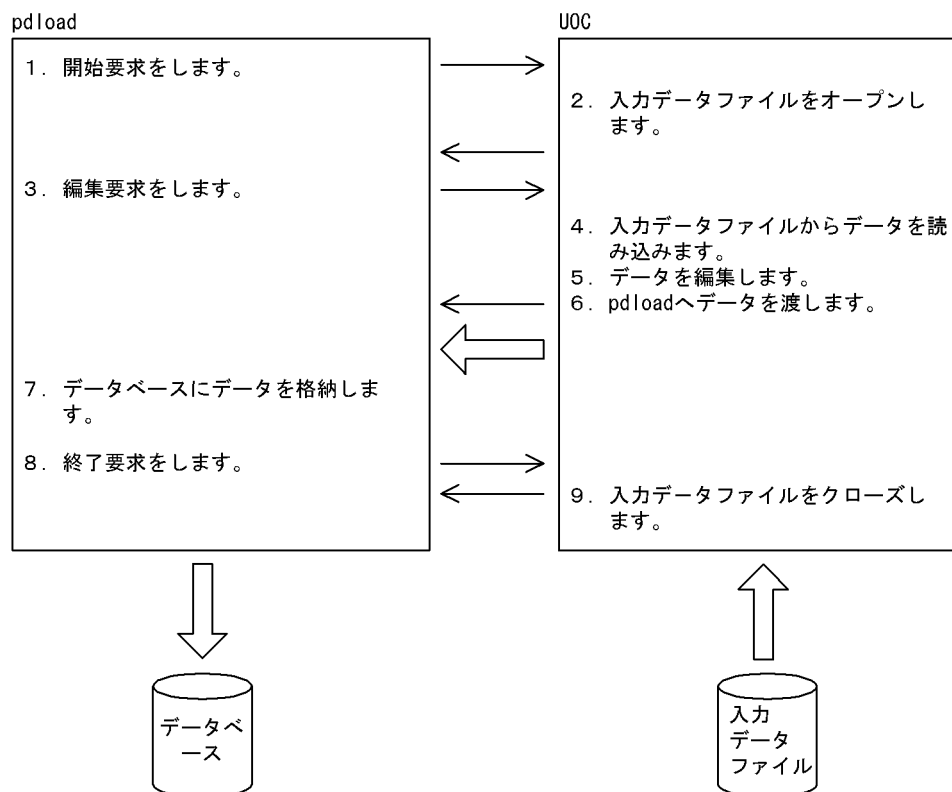 pdload
1. 開始要求をします。
3. 編集要求をします。
7. データベースにデータを格納しま
す。
8. 終了要求をします。
UOC
2. 入力データファイルをオープンし
ます。
4. 入力データファイルからデータを読
み込みます。
5. データを編集します。
6. pdloadへデータを渡します。
9. 入力データファイルをクローズし
ます。
データベ
ース
入力
データ
ファイル